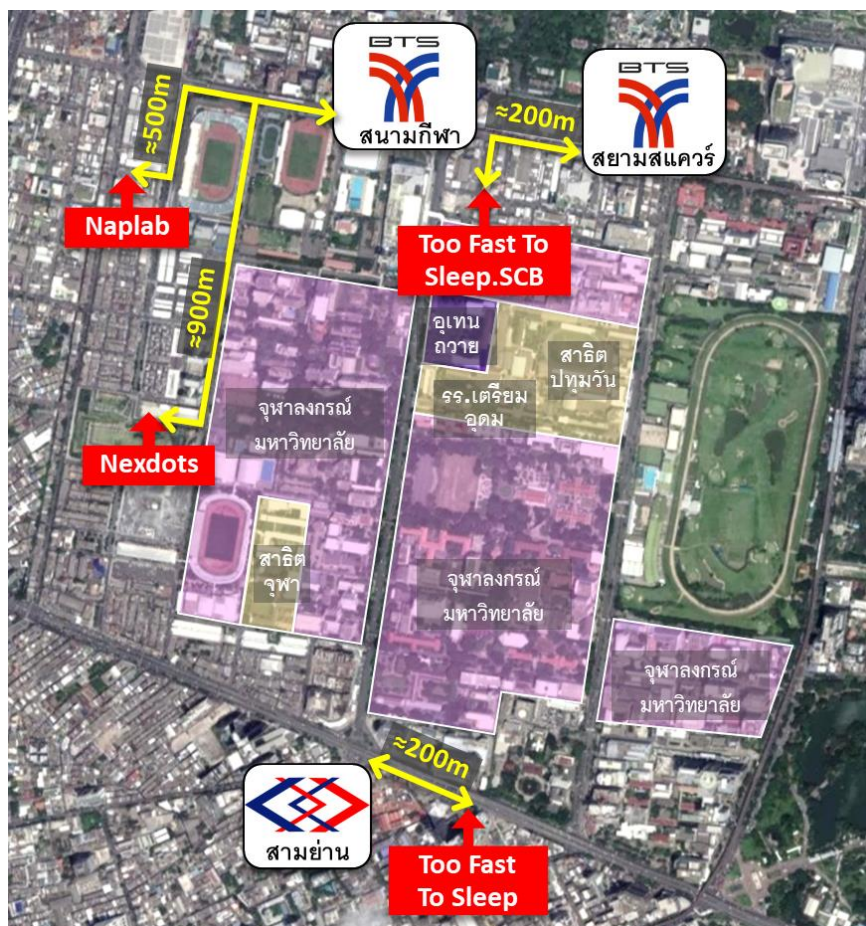 BTS
สนามกีฬา
BTS
สยามสแควร์
≈500m
≈200m
Naplab
Too Fast To
Sleep.SCB
≈900m
อุเทน
ถวาย
สาธิต
ปทุมวัน
รร.เตรียม
อุดม
จุฬาลงกรณ์
มหาวิทยาลัย
Nexdots
สาธิต
จุฬา
จุฬาลงกรณ์
มหาวิทยาลัย
จุฬาลงกรณ์
มหาวิทยาลัย
≈200m
สามย่าน
Too Fast
To Sleep